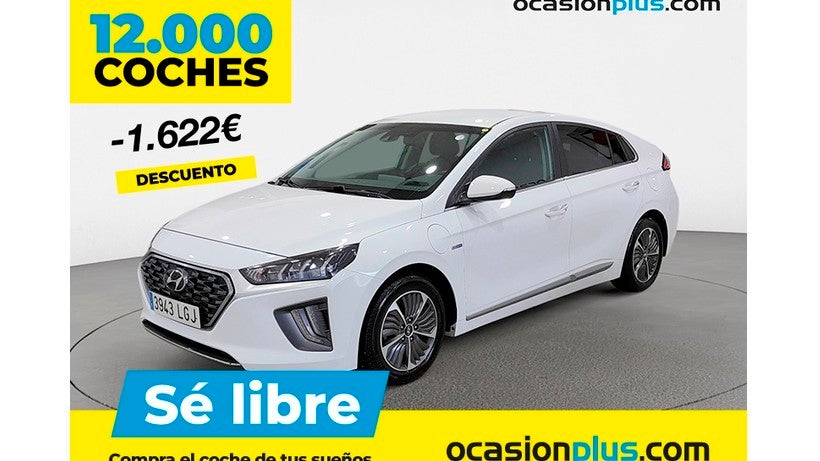 ocasionplus.com
12.000
COCHES
-1.622€
DESCUENTO
3943 LGJ
Sé libre
Compra el coche de tus sueños
ocasionplus.com